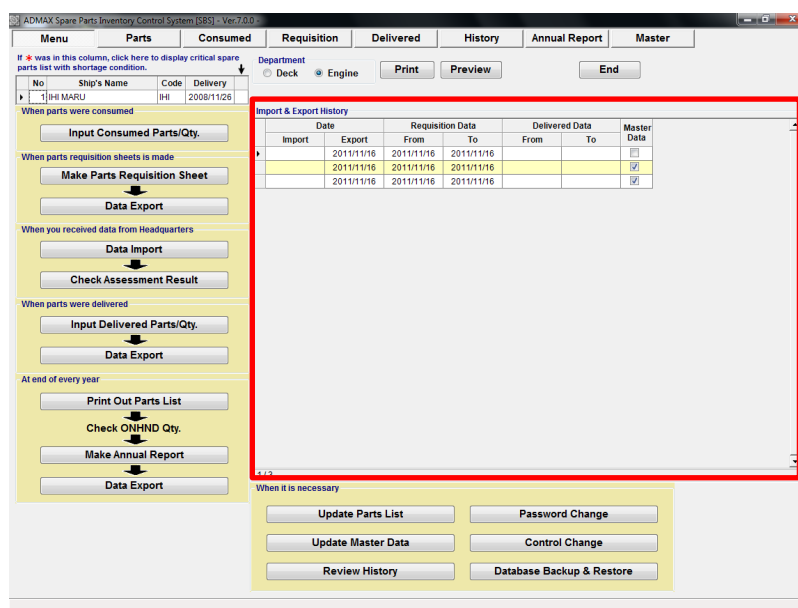 ADMAX Spare Parts Inventory Control System [SBS] - Ver.7.0.0 -
Menu Parts Consumed Requisition Delivered History Annual Report Master
If * was in this column, click here to display critical spare
parts list with shortage condition.
Department
Deck Engine Print Preview End
No Ship's Name Code Delivery
1 IHI MARU IHI 2008/11/26
When parts were consumed
Input Consumed Parts/Qty.
When parts requisition sheets is made
Make Parts Requisition Sheet
Data Export
When you received data from Headquarters
Data Import
Check Assessment Result
When parts were delivered
Input Delivered Parts/Qty.
Data Export
At end of every year
Print Out Parts List
Check ONHND Qty.
Make Annual Report
Data Export
Import & Export History
Date Requisition Data Delivered Data Master
Data
Import Export From To From To
2011/11/16 2011/11/16 2011/11/16
2011/11/16 2011/11/16 2011/11/16
2011/11/16 2011/11/16 2011/11/16
1 / 3
When it is necessary
Update Parts List Password Change
Update Master Data Control Change
Review History Database Backup & Restore